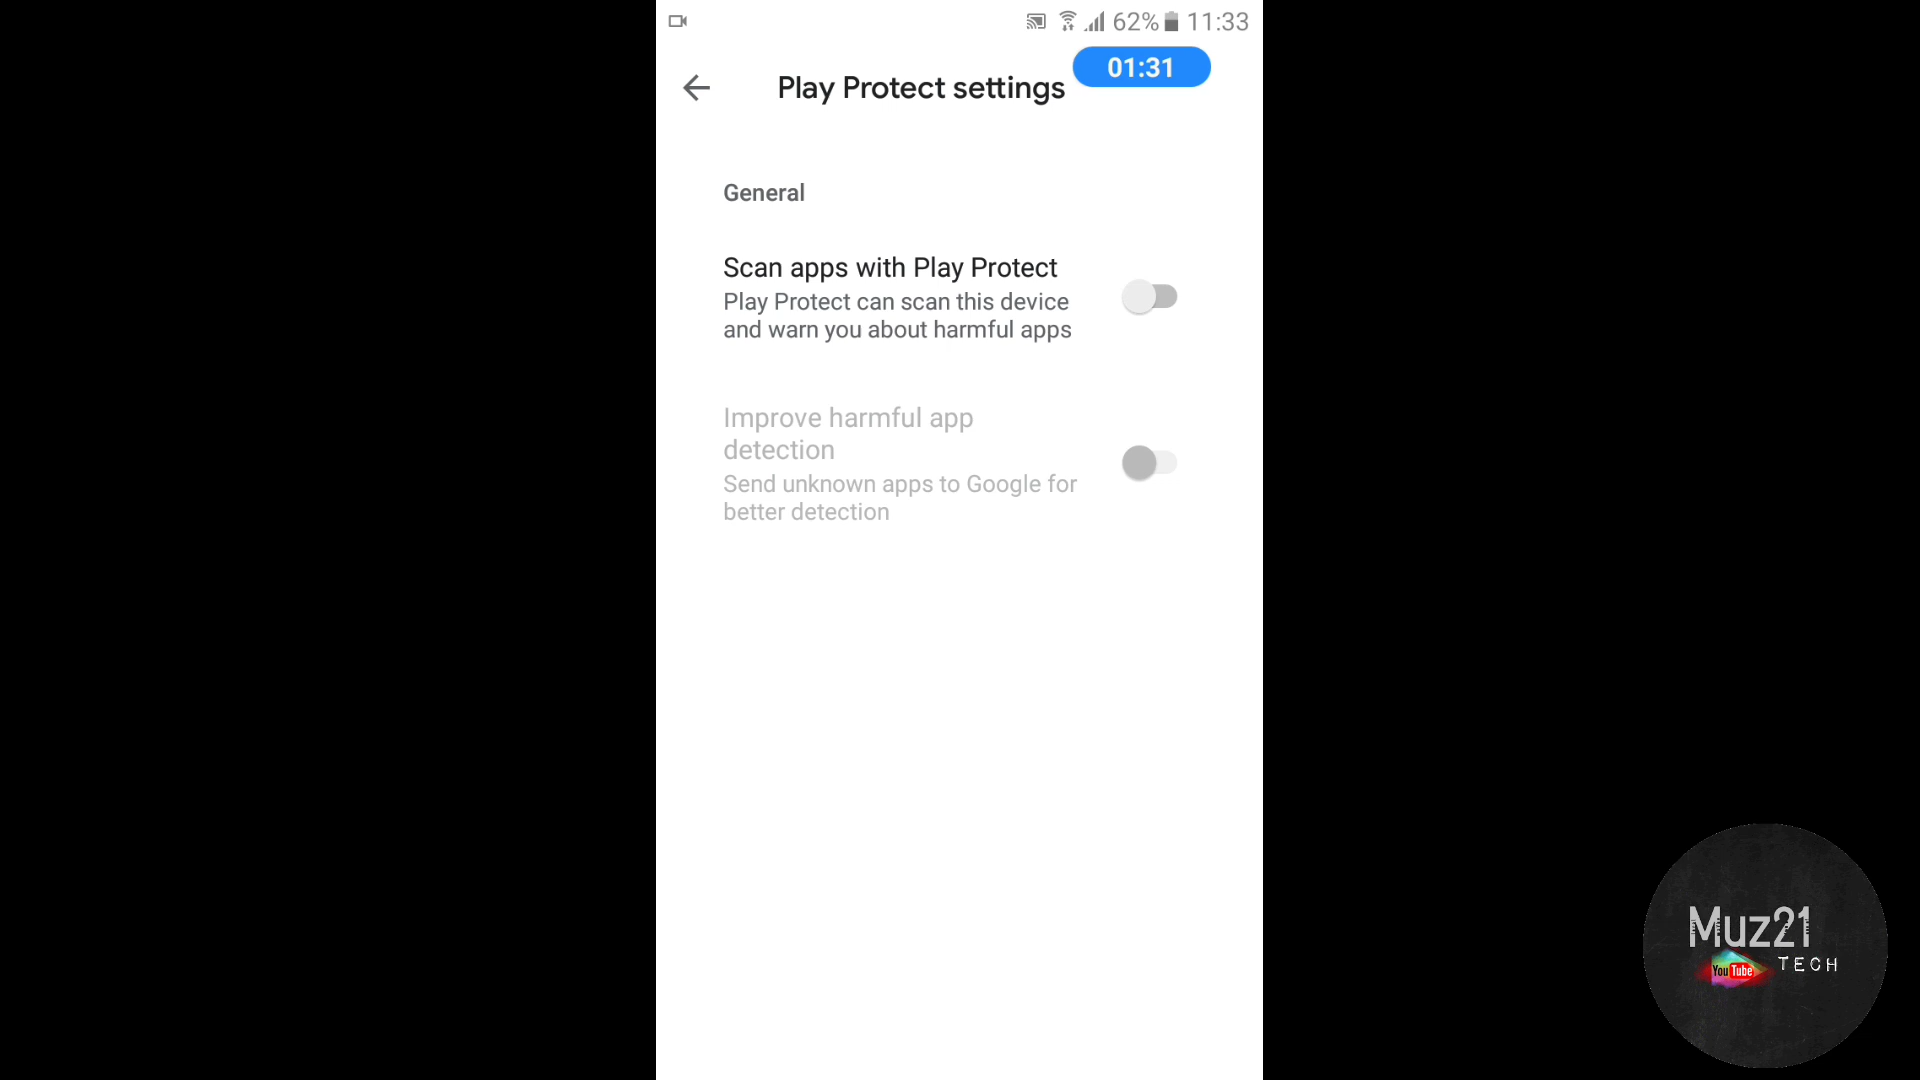 62% 11:33
01:31
Play Protect settings
General
Scan apps with Play Protect
Play Protect can scan this device
and warn you about harmful apps
Improve harmful app
detection
Send unknown apps to Google for
better detection
Muz21
YouTube TECH